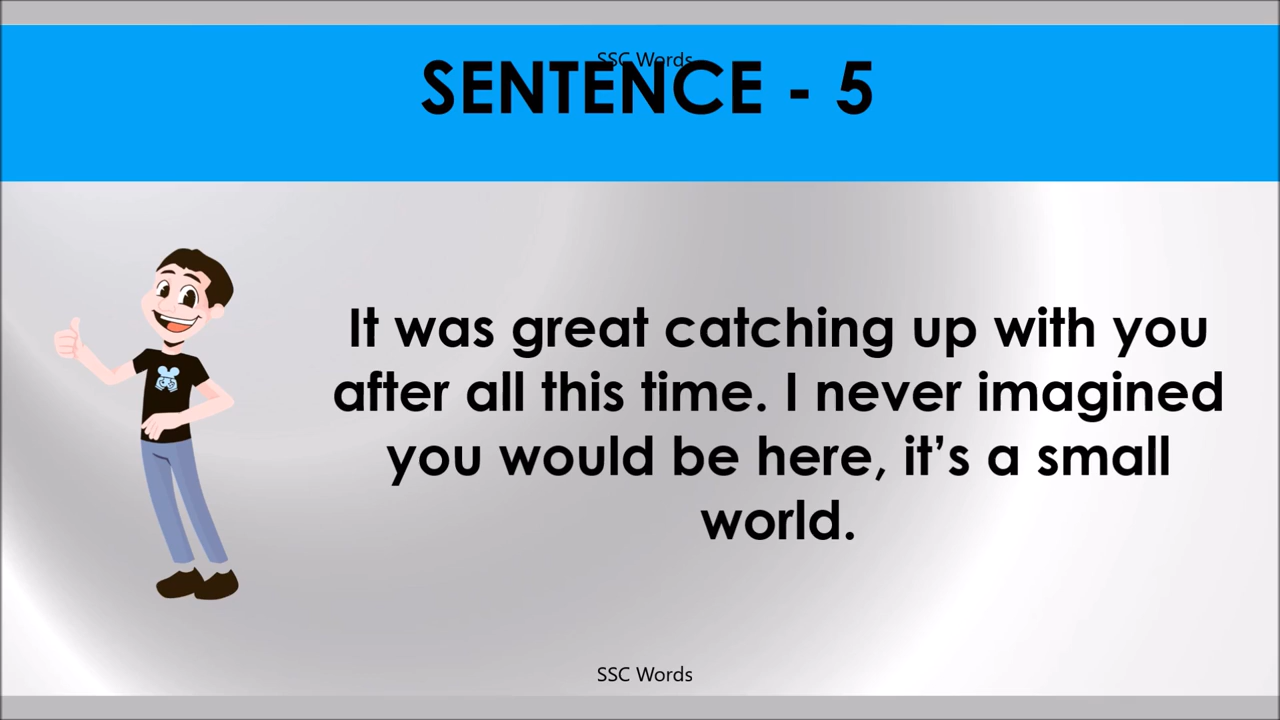 SSC Words
SENTENCE - 5
It was great catching up with you
after all this time. I never imagined
you would be here, it’s a small
world.
SSC Words